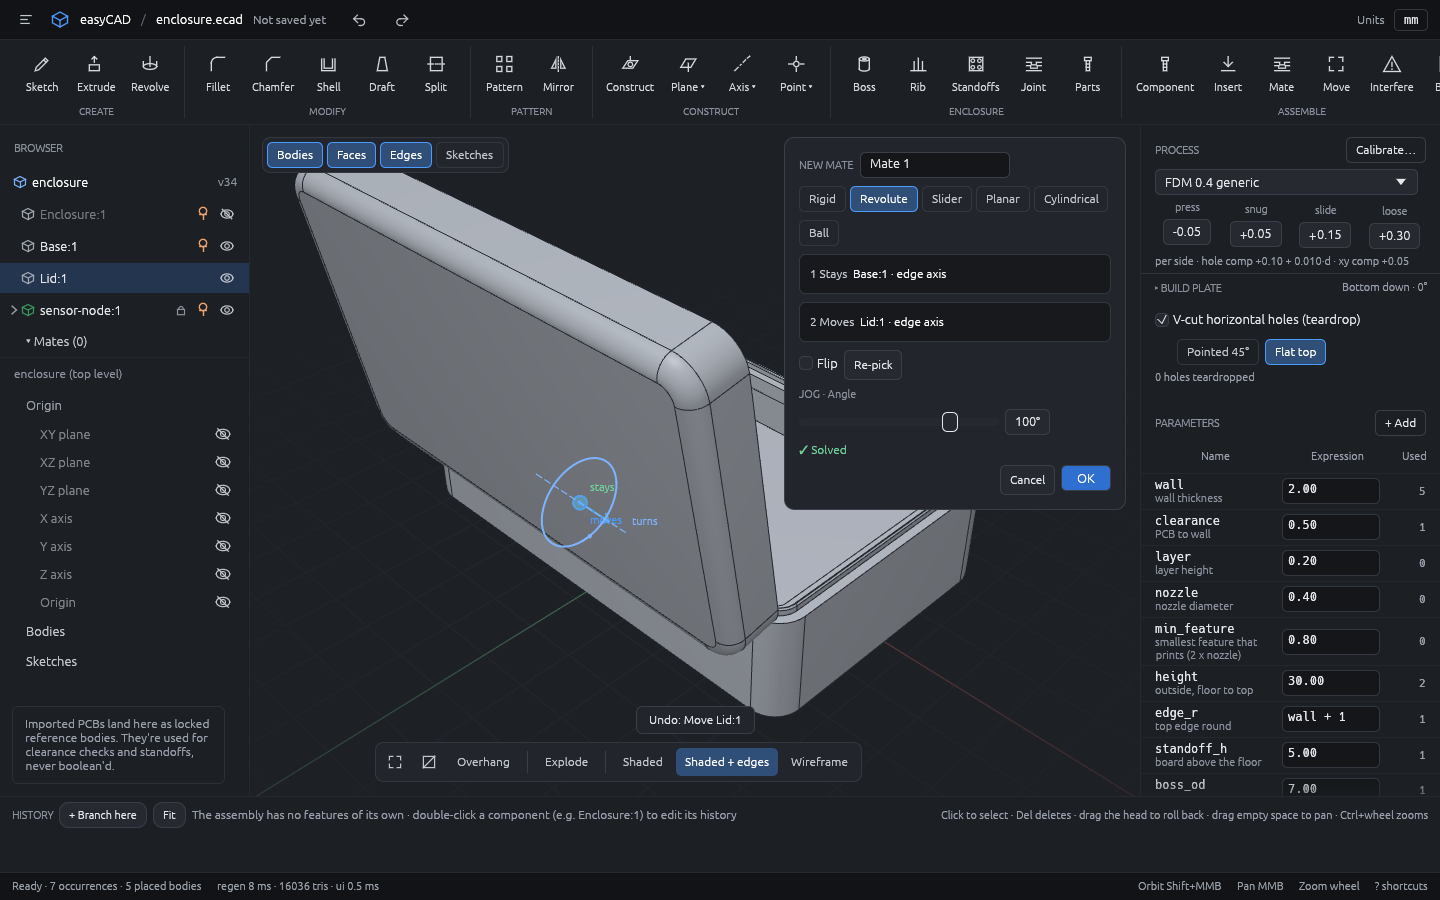 easyCAD / enclosure.ecad Not saved yet
Units mm
Sketch Extrude Revolve Fillet Chamfer Shell Draft Split Pattern Mirror Construct Plane Axis Point Boss Rib Standoffs Joint Parts Component Insert Mate Move Interfere
CREATE MODIFY PATTERN CONSTRUCT ENCLOSURE ASSEMBLE
BROWSER
enclosure v34
Enclosure:1
Base:1
Lid:1
sensor-node:1
Mates (0)
enclosure (top level)
Origin
XY plane
XZ plane
YZ plane
X axis
Y axis
Z axis
Origin
Bodies
Sketches
Imported PCBs land here as locked
reference bodies. They're used for
clearance checks and standoffs,
never boolean'd.
Bodies Faces Edges Sketches
stays
moves turns
NEW MATE Mate 1
Rigid Revolute Slider Planar Cylindrical
Ball
1 Stays Base:1 · edge axis
2 Moves Lid:1 · edge axis
Flip Re-pick
JOG · Angle
100°
✓ Solved
Cancel OK
Undo: Move Lid:1
Overhang Explode Shaded Shaded + edges Wireframe
PROCESS Calibrate…
FDM 0.4 generic
press snug slide loose
-0.05 +0.05 +0.15 +0.30
per side · hole comp +0.10 + 0.010·d · xy comp +0.05
BUILD PLATE Bottom down · 0°
V-cut horizontal holes (teardrop)
Pointed 45° Flat top
0 holes teardropped
PARAMETERS + Add
Name Expression Used
wall 2.00 5
wall thickness
clearance 0.50 1
PCB to wall
layer 0.20 0
layer height
nozzle 0.40 0
nozzle diameter
min_feature 0.80 0
smallest feature that
prints (2 x nozzle)
height 30.00 2
outside, floor to top
edge_r wall + 1 1
top edge round
standoff_h 5.00 1
board above the floor
boss_od 7.00 1
HISTORY + Branch here Fit The assembly has no features of its own · double-click a component (e.g. Enclosure:1) to edit its history
Click to select · Del deletes · drag the head to roll back · drag empty space to pan · Ctrl+wheel zooms
Ready · 7 occurrences · 5 placed bodies regen 8 ms · 16036 tris · ui 0.5 ms
Orbit Shift+MMB Pan MMB Zoom wheel ? shortcuts